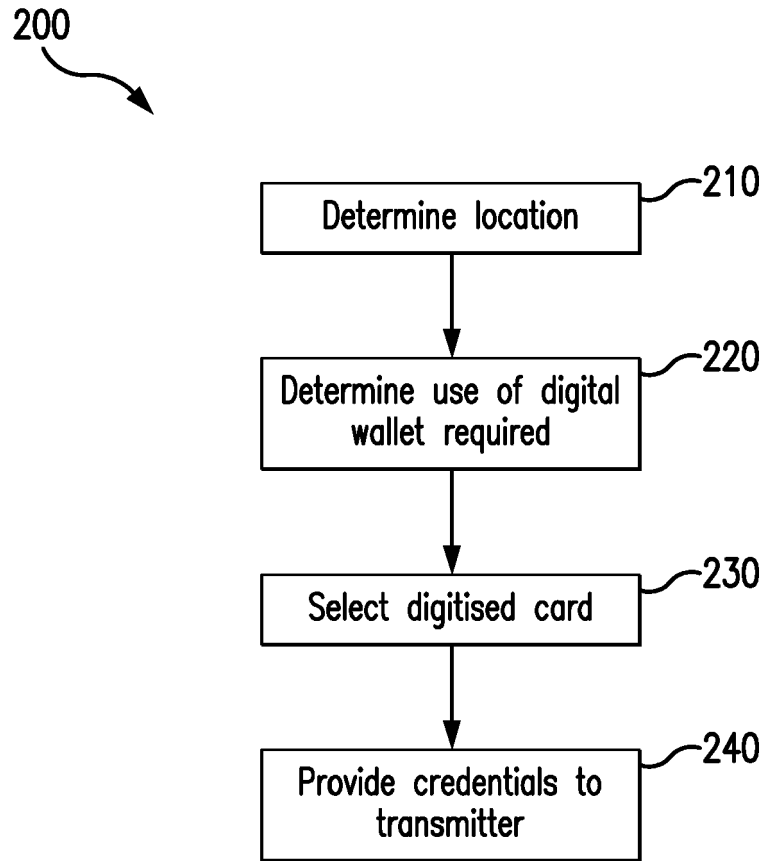 200
210
Determine location
220
Determine use of digital
wallet required
230
Select digitised card
240
Provide credentials to
transmitter